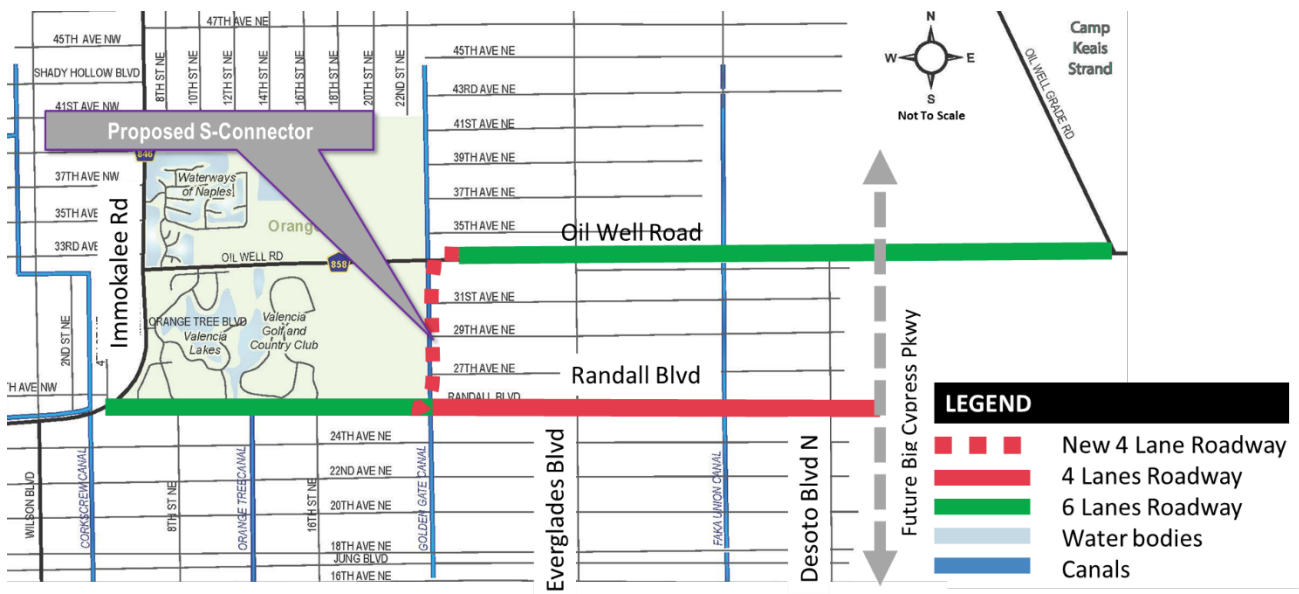 47TH AVE NE
45TH AVE NW
SHADY HOLLOW BLVD
41ST AVE NW
8TH ST NE
10TH ST NE
12TH ST NE
14TH ST NE
16TH ST NE
18TH ST NE
20TH ST NE
22ND ST NE
45TH AVE NE
43RD AVE NE
41ST AVE NE
39TH AVE NE
37TH AVE NE
35TH AVE NE
N
W
E
S
Not To Scale
OIL WELL GRADE RD
Camp
Keais
Strand
Proposed S-Connector
846
37TH AVE NW
35TH AVE
33RD AV
Immokalee Rd
Waterways
of Naples
Orang
OIL WELL RD
858
Oil Well Road
31ST AVE NE
29TH AVE NE
27TH AVE NE
ORANGE TREE BLVD
Valencia
Lakes
Valencia
Golf and
Country Club
2ND ST NE
4
TH AVE NW
Randall Blvd
RANDALL BLVD
24TH AVE NE
22ND AVE NE
20TH AVE NE
18TH AVE NE
JUNG BLVD
16TH AVE NE
WILSON BLVD
CORKSCREW CANAL
8TH ST NE
ORANGE TREE CANAL
16TH ST NE
GOLDEN GATE CANAL
Everglades Blvd
FAKA UNION CANAL
Desoto Blvd N
Future Big Cypress Pkwy
LEGEND
New 4 Lane Roadway
4 Lanes Roadway
6 Lanes Roadway
Water bodies
Canals